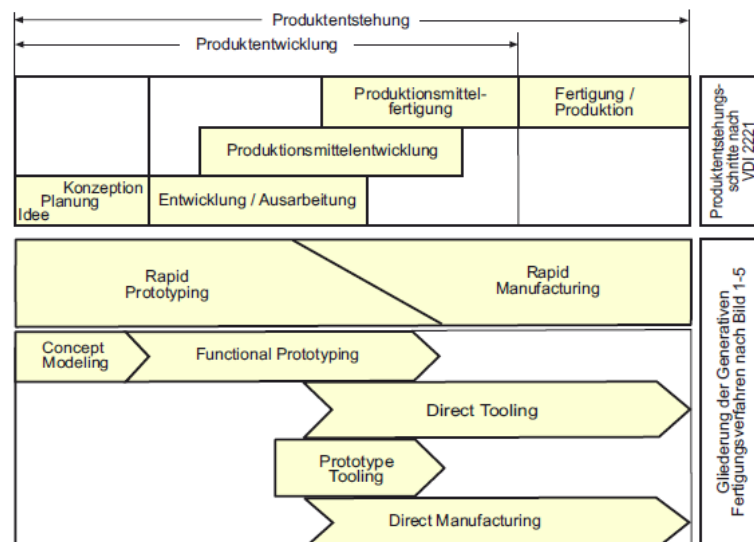 Produktentstehung
Produktentwicklung
Produktionsmittel-
fertigung
Fertigung /
Produktion
Produktionsmittelentwicklung
Konzeption
Planung
Idee
Entwicklung / Ausarbeitung
Produktentstehungs-
schritte nach
VDI 2221
Rapid
Prototyping
Rapid
Manufacturing
Concept
Modeling
Functional Prototyping
Direct Tooling
Prototype
Tooling
Direct Manufacturing
Gliederung der Generativen
Fertigungsverfahren nach Bild 1-5